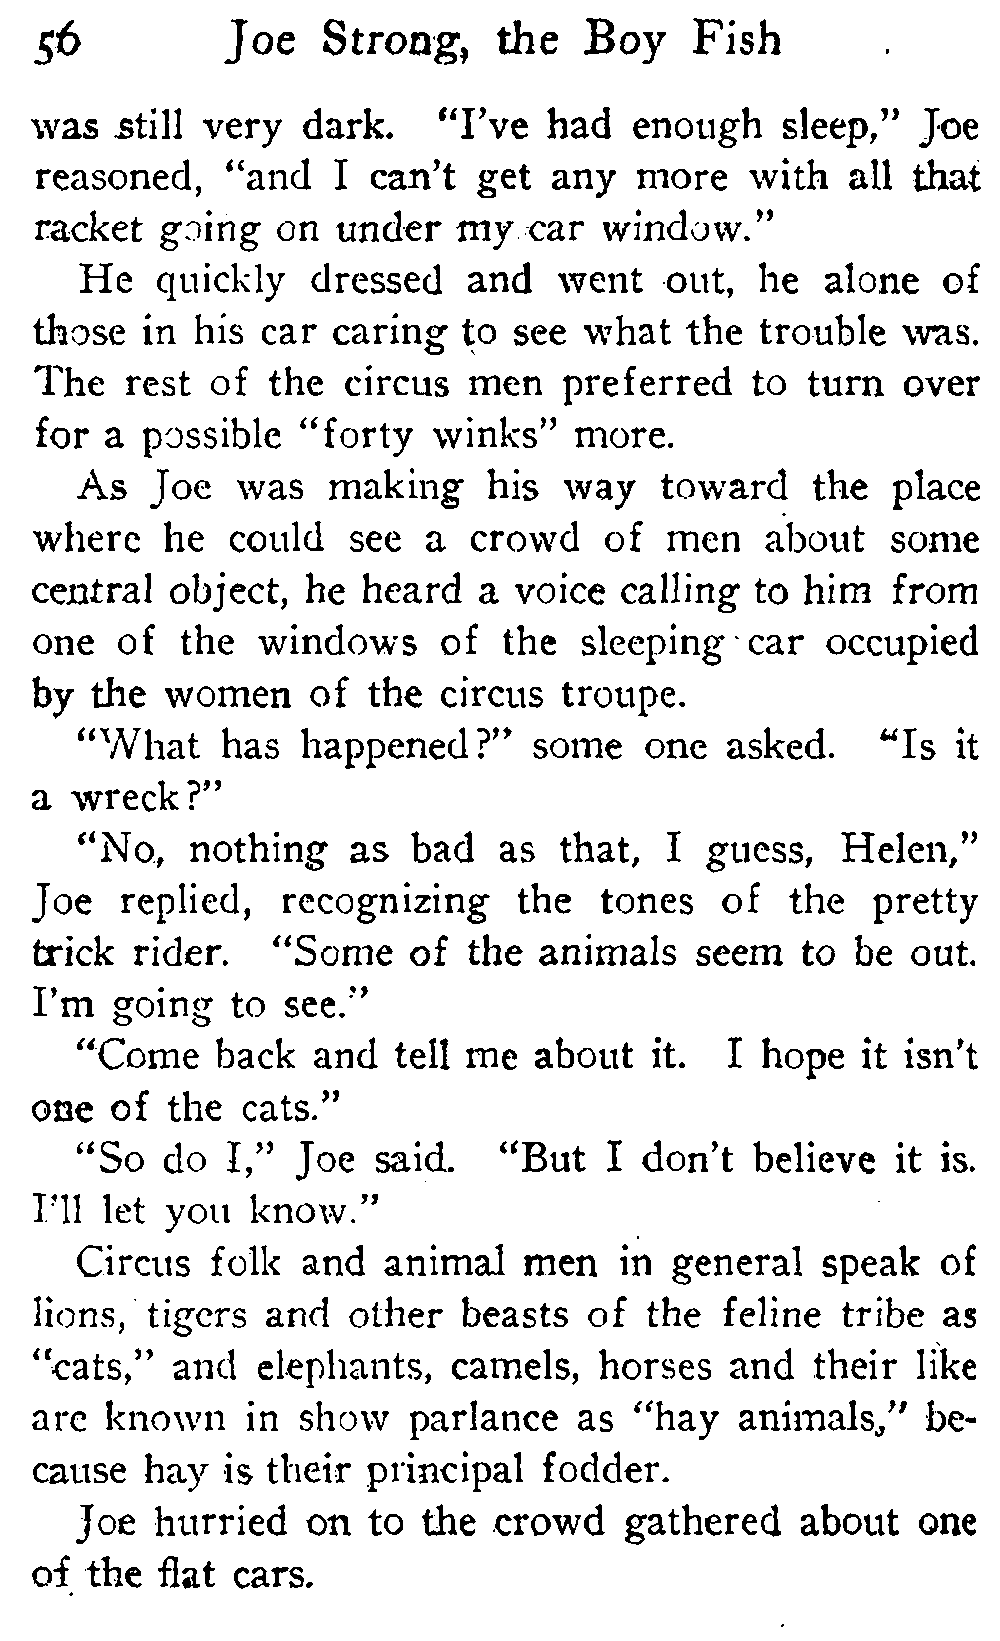 56 Joe Strong, the Boy Fish
was still very dark. "I've had enough sleep," Joe
reasoned, "and I can't get any more with all that
racket going on under my car window."
He quickly dressed and went out, he alone of
those in his car caring to see what the trouble was.
The rest of the circus men preferred to turn over
for a possible "forty winks" more.
As Joe was making his way toward the place
where he could see a crowd of men about some
central object, he heard a voice calling to him from
one of the windows of the sleeping car occupied
by the women of the circus troupe.
"What has happened?" some one asked. "Is it
a wreck?"
"No, nothing as bad as that, I guess, Helen,"
Joe replied, recognizing the tones of the pretty
trick rider. "Some of the animals seem to be out.
I'm going to see."
"Come back and tell me about it. I hope it isn't
one of the cats."
"So do I," Joe said. "But I don't believe it is.
I'll let you know."
Circus folk and animal men in general speak of
lions, tigers and other beasts of the feline tribe as
"cats," and elephants, camels, horses and their like
are known in show parlance as "hay animals," be-
cause hay is their principal fodder.
Joe hurried on to the crowd gathered about one
of the flat cars.